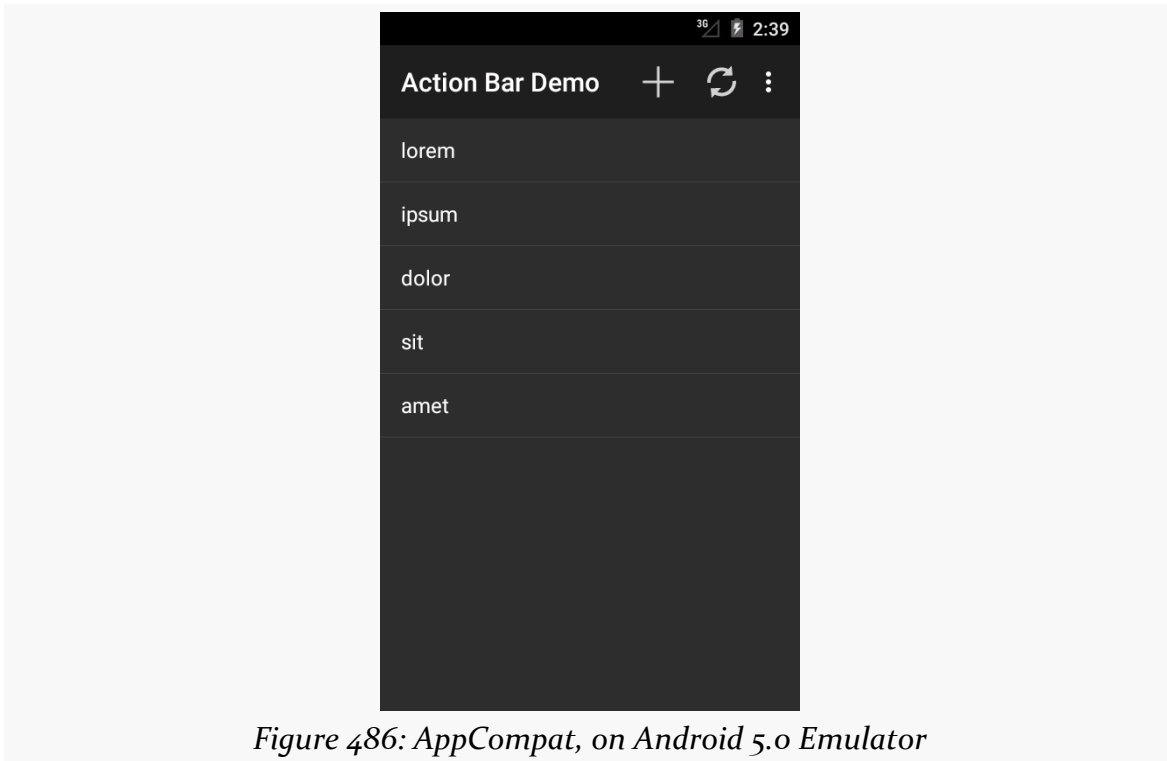 3G 2:39
Action Bar Demo
lorem
ipsum
dolor
sit
amet
Figure 486: AppCompat, on Android 5.0 Emulator